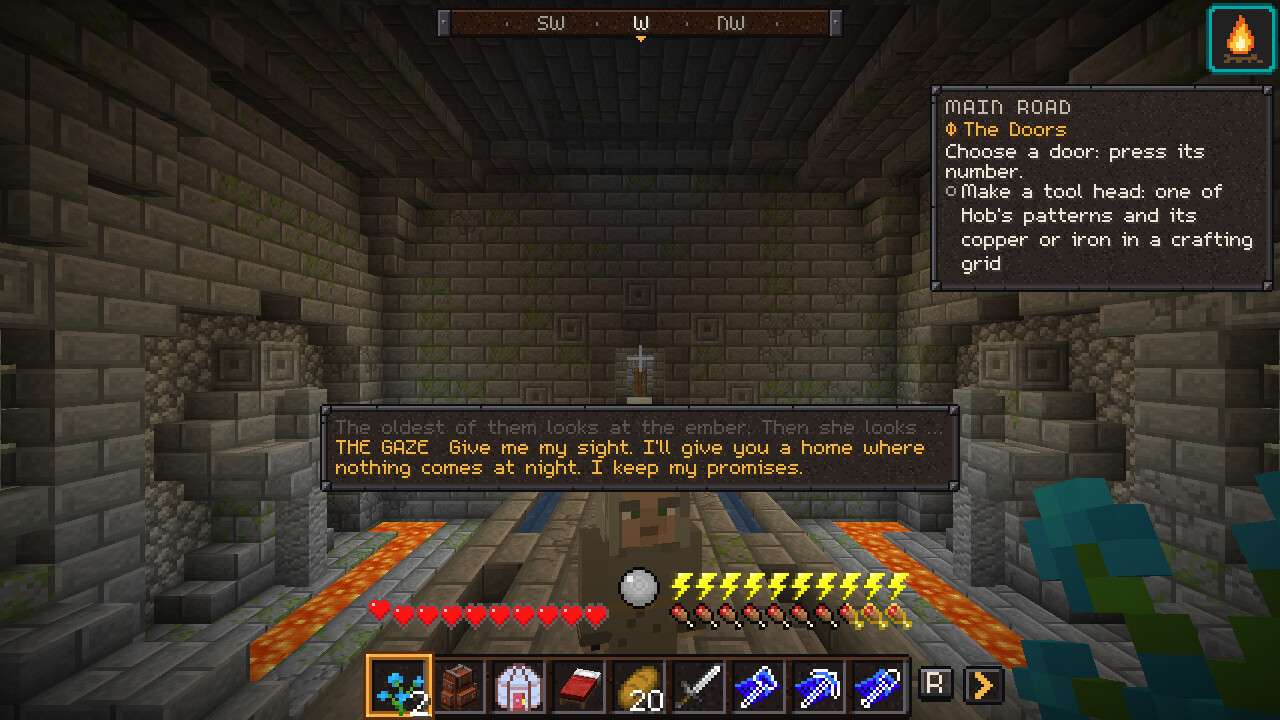 SW W NW
MAIN ROAD
The Doors
Choose a door: press its
number.
Make a tool head: one of
Hob's patterns and its
copper or iron in a crafting
grid
The oldest of them looks at the ember. Then she looks ...
THE GAZE Give me my sight. I'll give you a home where
nothing comes at night. I keep my promises.
2
20
R